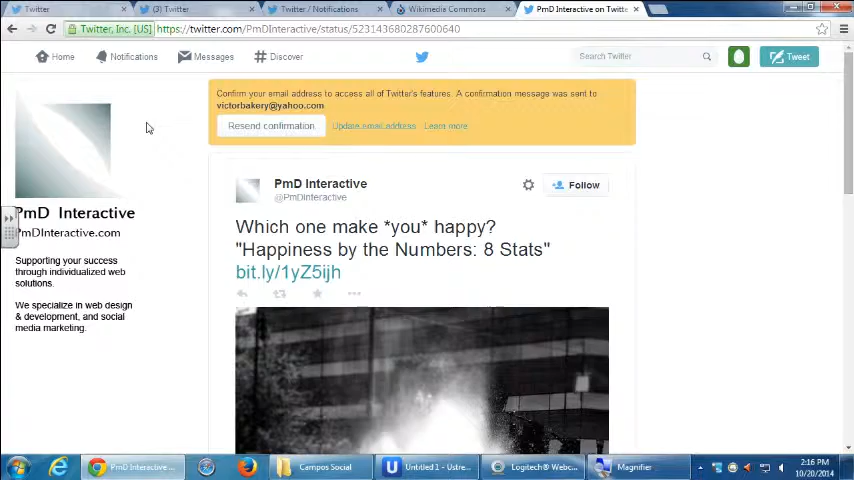 Twitter
(3) Twitter
Twitter / Notifications
Wikimedia Commons
PmD Interactive on Twitte
Twitter, Inc. [US]
https://twitter.com/PmDInteractive/status/523143680287600640
Home
Notifications
Messages
Discover
Search Twitter
Tweet
Confirm your email address to access all of Twitter's features. A confirmation message was sent to
victorbakery@yahoo.com
Resend confirmation
Update email address
Learn more
PmD Interactive
PmDInteractive.com
Supporting your success
through individualized web
solutions.
We specialize in web design
& development, and social
media marketing.
PmD Interactive
@PmDInteractive
Follow
Which one make *you* happy?
"Happiness by the Numbers: 8 Stats"
bit.ly/1yZ5ijh
PmD Interactive ...
Campos Social
Untitled 1 - Ustre...
Logitech® Webc...
Magnifier
2:16 PM
10/20/2014